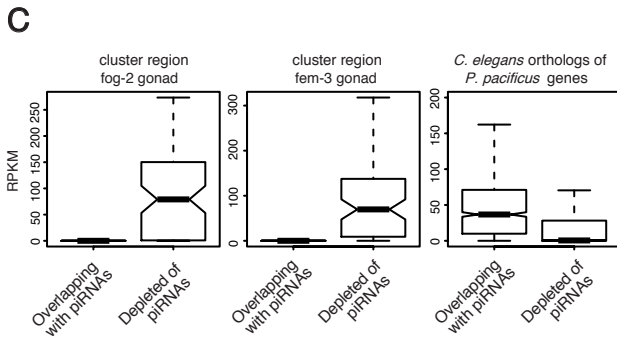 C
cluster region
fog-2 gonad
cluster region
fem-3 gonad
C. elegans orthologs of
P. pacificus genes
RPKM
0
50
100
150
200
250
0
100
200
300
0
50
100
150
200
Overlapping
with piRNAs
Depleted of
piRNAs
Overlapping
with piRNAs
Depleted of
piRNAs
Overlapping
with piRNAs
Depleted of
piRNAs